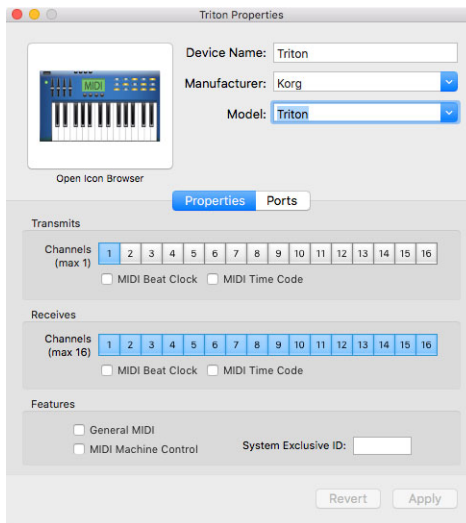 Triton Properties
Device Name: Triton
Manufacturer: Korg
Model: Triton
MIDI
Open Icon Browser
Properties Ports
Transmits
Channels (max 1) 1 2 3 4 5 6 7 8 9 10 11 12 13 14 15 16
MIDI Beat Clock MIDI Time Code
Receives
Channels (max 16) 1 2 3 4 5 6 7 8 9 10 11 12 13 14 15 16
MIDI Beat Clock MIDI Time Code
Features
General MIDI
MIDI Machine Control System Exclusive ID:
Revert Apply